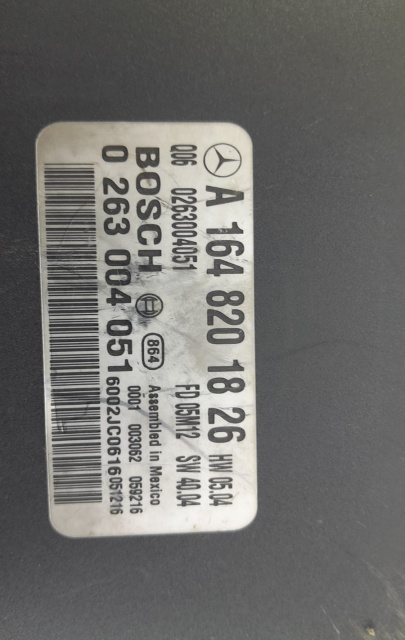 A 164 820 18 26 HW 05.04
006 0263004051 FD 05M12 SW 40.04
BOSCH 864 Assembled in Mexico
0001 003062 059216
0 263 004 051 6002JC0616051216